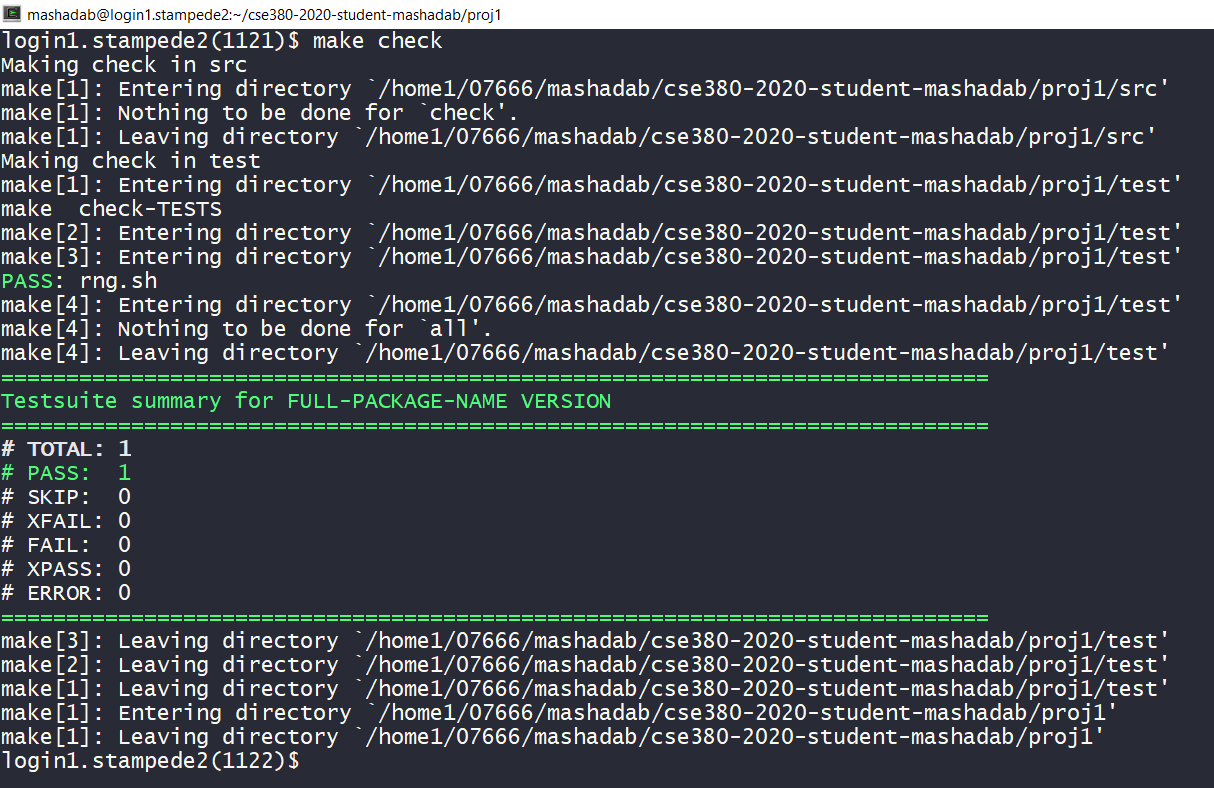 mashadab@login1.stampede2:~/cse380-2020-student-mashadab/proj1
login1.stampede2(1121)$ make check
Making check in src
make[1]: Entering directory `/home1/07666/mashadab/cse380-2020-student-mashadab/proj1/src'
make[1]: Nothing to be done for `check'.
make[1]: Leaving directory `/home1/07666/mashadab/cse380-2020-student-mashadab/proj1/src'
Making check in test
make[1]: Entering directory `/home1/07666/mashadab/cse380-2020-student-mashadab/proj1/test'
make  check-TESTS
make[2]: Entering directory `/home1/07666/mashadab/cse380-2020-student-mashadab/proj1/test'
make[3]: Entering directory `/home1/07666/mashadab/cse380-2020-student-mashadab/proj1/test'
PASS: rng.sh
make[4]: Entering directory `/home1/07666/mashadab/cse380-2020-student-mashadab/proj1/test'
make[4]: Nothing to be done for `all'.
make[4]: Leaving directory `/home1/07666/mashadab/cse380-2020-student-mashadab/proj1/test'
============================================================================
Testsuite summary for FULL-PACKAGE-NAME VERSION
============================================================================
# TOTAL: 1
# PASS:  1
# SKIP:  0
# XFAIL: 0
# FAIL:  0
# XPASS: 0
# ERROR: 0
============================================================================
make[3]: Leaving directory `/home1/07666/mashadab/cse380-2020-student-mashadab/proj1/test'
make[2]: Leaving directory `/home1/07666/mashadab/cse380-2020-student-mashadab/proj1/test'
make[1]: Leaving directory `/home1/07666/mashadab/cse380-2020-student-mashadab/proj1/test'
make[1]: Entering directory `/home1/07666/mashadab/cse380-2020-student-mashadab/proj1'
make[1]: Leaving directory `/home1/07666/mashadab/cse380-2020-student-mashadab/proj1'
login1.stampede2(1122)$